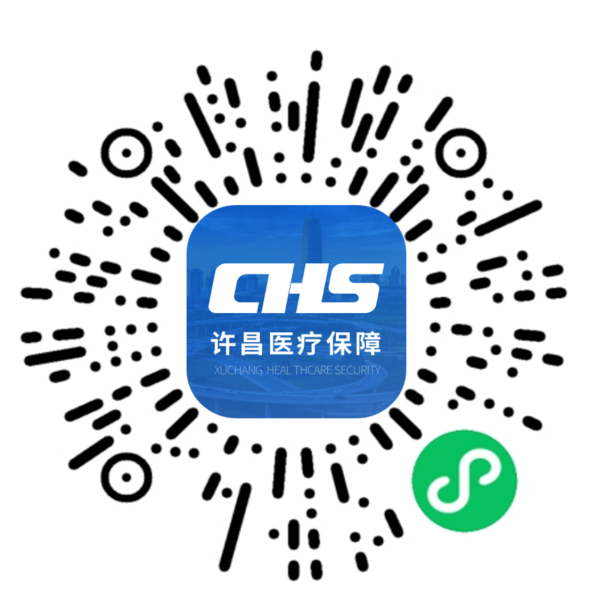 CHS
许昌医疗保障
XUCHANG HEALTHCARE SECURITY